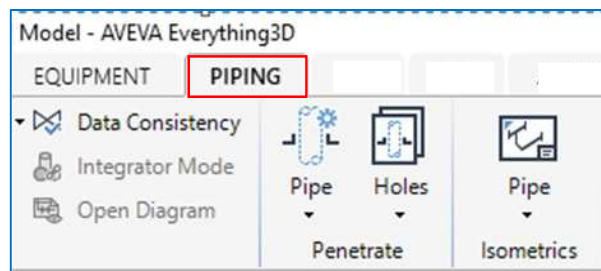 Model - AVEVA Everything3D
EQUIPMENT PIPING
Data Consistency
Integrator Mode
Open Diagram
Pipe Holes Pipe
Penetrate Isometrics